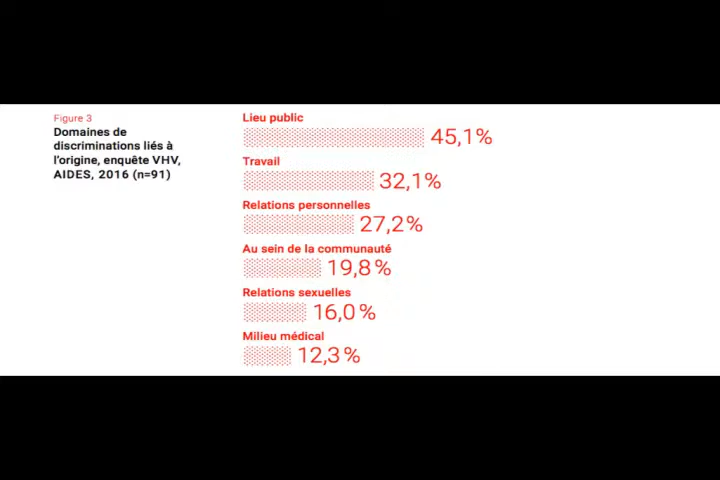 Figure 3
Domaines de
discriminations liés à
l'origine, enquête VHV,
AIDES, 2016 (n=91)
Lieu public
45,1%
Travail
32,1%
Relations personnelles
27,2%
Au sein de la communauté
19,8%
Relations sexuelles
16,0%
Milieu médical
12,3%